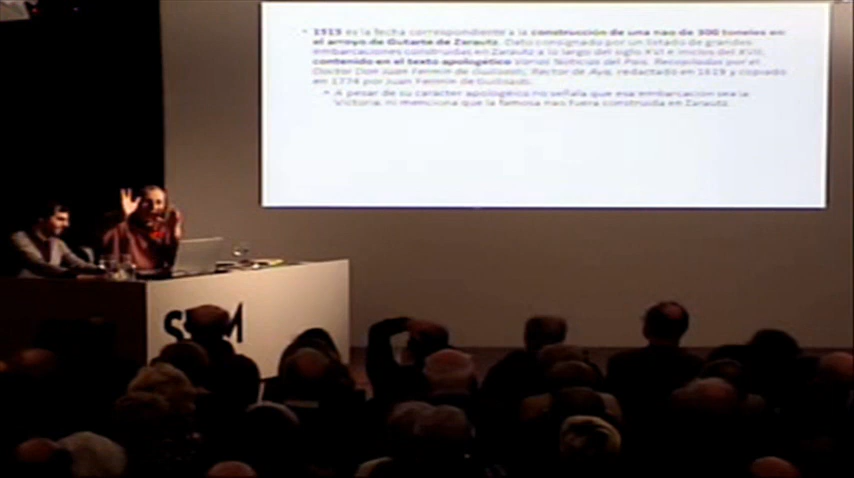 1515 es la fecha correspondiente a la construcción de una nao de 300 toneles en
el arroyo de Gutarte de Zarautz. Dato consignado por un listado de grandes
embarcaciones construidas en Zarautz a lo largo del siglo XVI e inicios del XVII,
contenido en el texto apologético Varias Noticias del País. Recopiladas por el
Doctor Don Juan Fermin de Guilisasti, Rector de Aya, redactado en 1619 y copiado
en 1774 por Juan Fermin de Guilisasti.
A pesar de su carácter apologético no señala que esa embarcación sea la
Victoria, ni menciona que la famosa nao fuera construida en Zarautz.